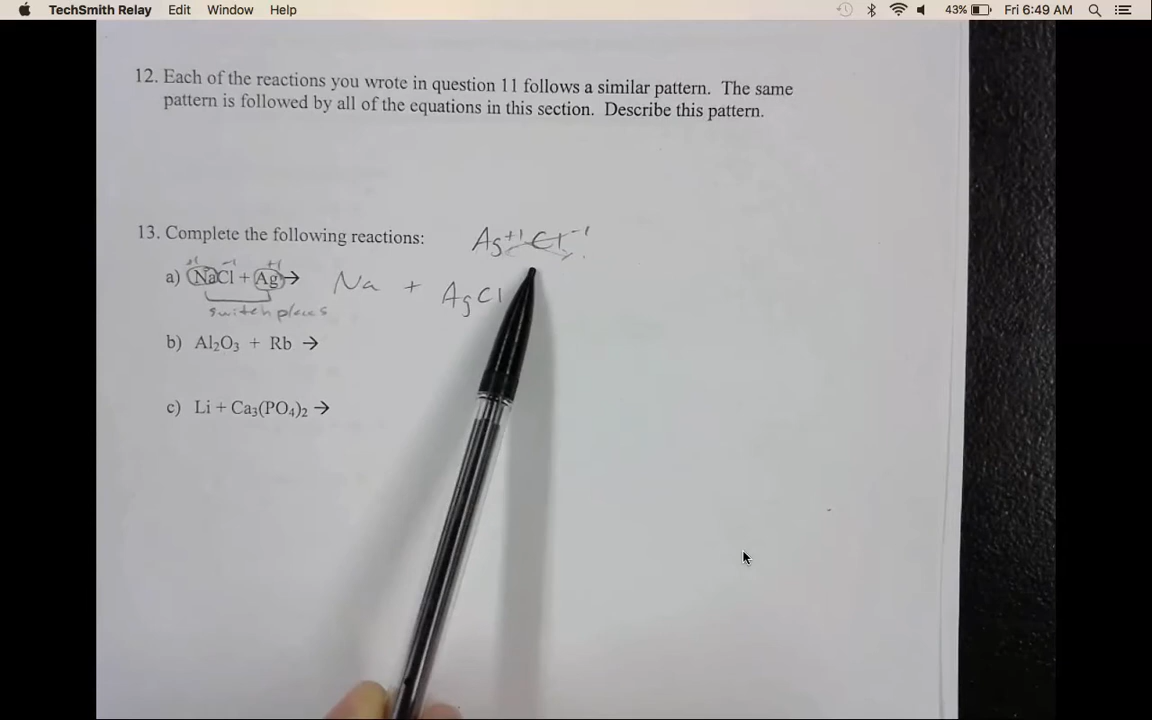 TechSmith Relay Edit Window Help 43% Fri 6:49 AM
12. Each of the reactions you wrote in question 11 follows a similar pattern. The same
pattern is followed by all of the equations in this section. Describe this pattern.
13. Complete the following reactions:
Ag⁺¹ Cl⁻¹
+1 -1 +1
a) NaCl + Ag → Na + AgCl
switch places
b) Al₂O₃ + Rb →
c) Li + Ca₃(PO₄)₂ →